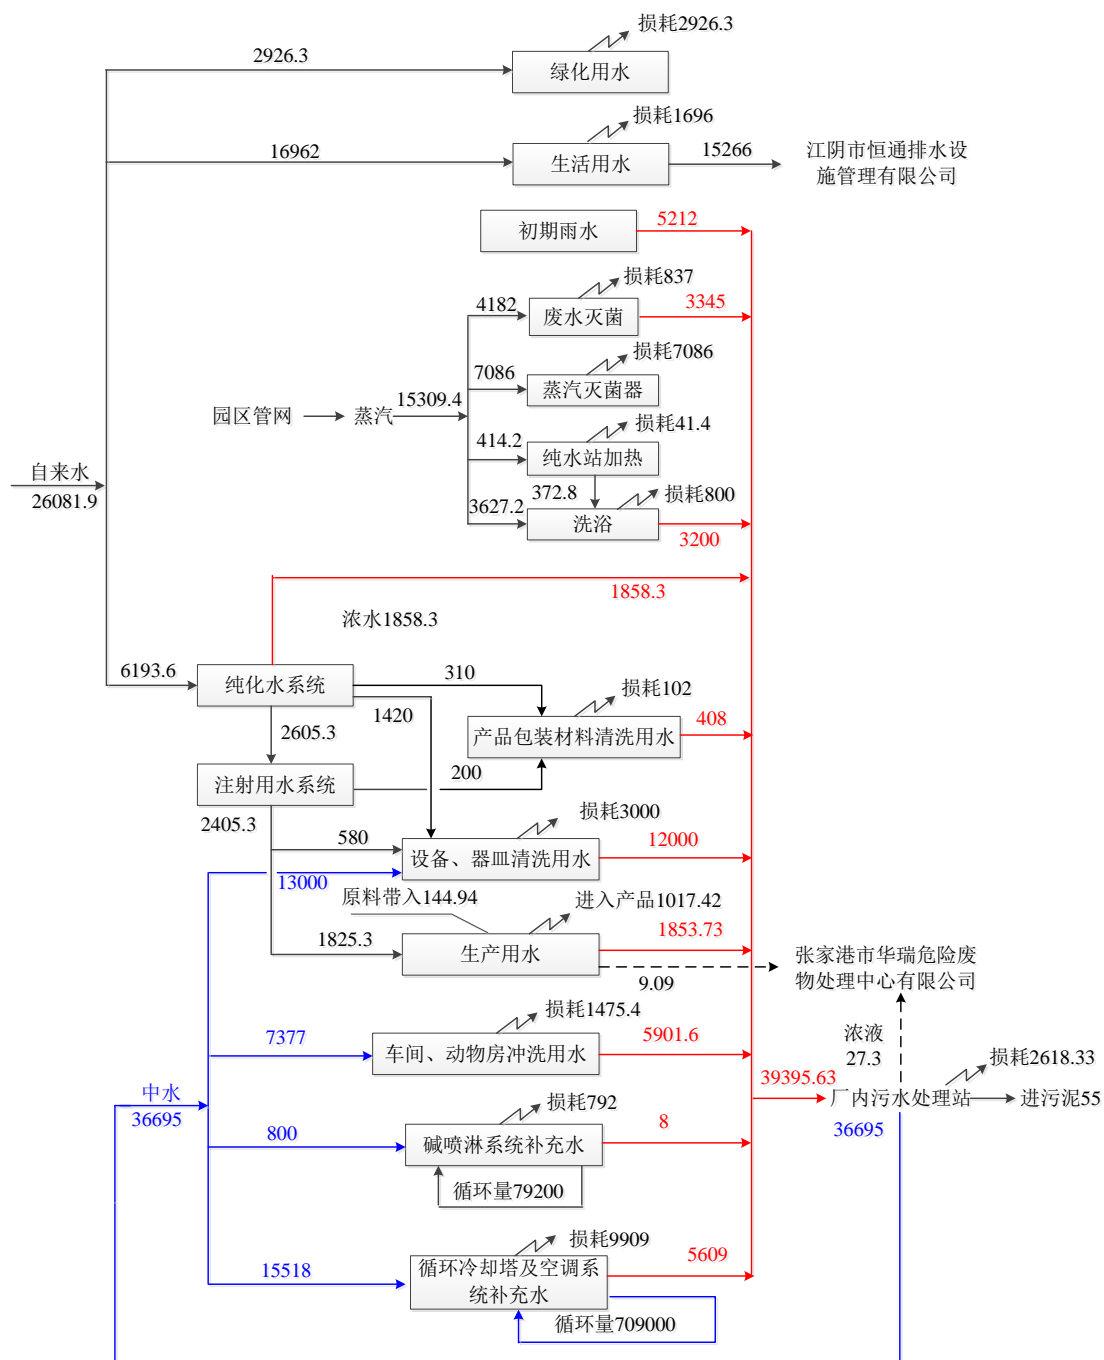 损耗2926.3
2926.3
绿化用水
损耗1696
16962
生活用水
15266
江阴市恒通排水设
施管理有限公司
初期雨水
5212
损耗837
4182
废水灭菌
3345
损耗7086
7086
蒸汽灭菌器
园区管网
蒸汽
15309.4
损耗41.4
414.2
纯水站加热
372.8
损耗800
3627.2
洗浴
3200
自来水
26081.9
1858.3
浓水1858.3
6193.6
纯化水系统
310
1420
损耗102
产品包装材料清洗用水
408
2605.3
注射用水系统
200
2405.3
损耗3000
580
设备、器皿清洗用水
12000
13000
原料带入144.94
进入产品1017.42
1825.3
生产用水
1853.73
9.09
张家港市华瑞危险废
物处理中心有限公司
损耗1475.4
7377
车间、动物房冲洗用水
5901.6
浓液
27.3
损耗2618.33
39395.63
厂内污水处理站
进污泥55
36695
中水
36695
损耗792
800
碱喷淋系统补充水
8
循环量79200
损耗9909
15518
循环冷却塔及空调系
统补充水
5609
循环量709000